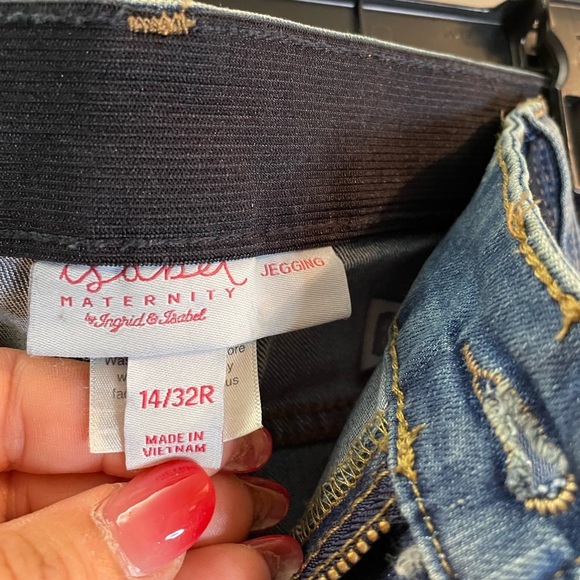 isabel
MATERNITY
by Ingrid & Isabel
JEGGING
14/32R
MADE IN
VIETNAM